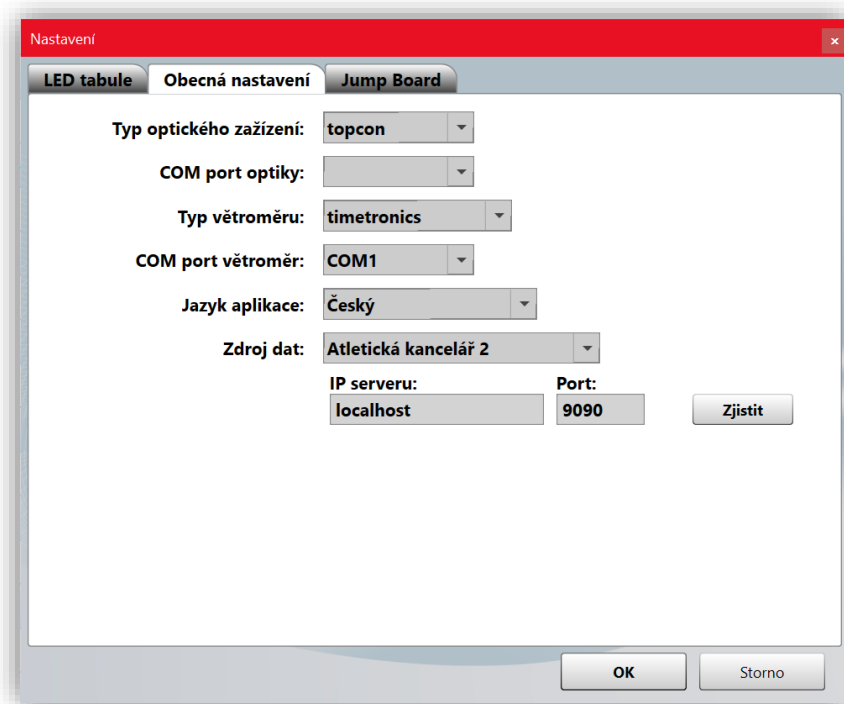 Nastavení
LED tabule Obecná nastavení Jump Board
Typ optického zažízení: topcon
COM port optiky:
Typ větroměru: timetronics
COM port větroměr: COM1
Jazyk aplikace: Český
Zdroj dat: Atletická kancelář 2
IP serveru: Port:
localhost 9090 Zjistit
OK Storno